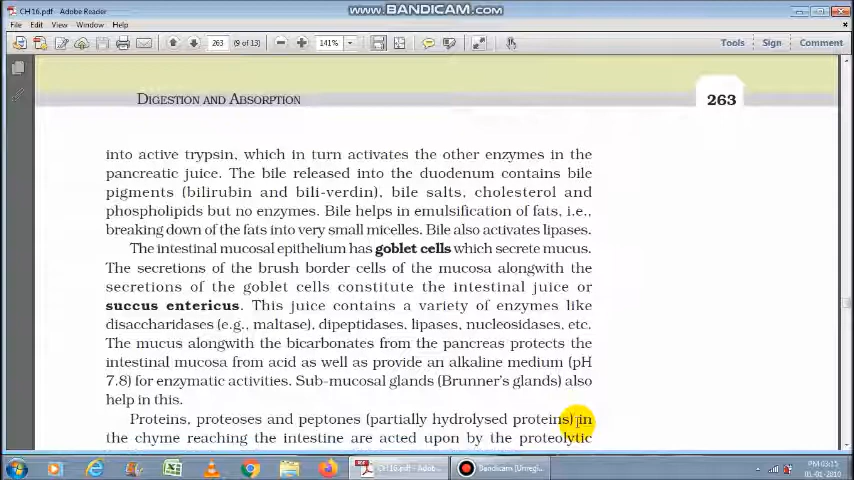 CH16.pdf - Adobe Reader
www.BANDICAM.com
File Edit View Window Help
263 (9 of 13) 141% Tools Sign Comment
DIGESTION AND ABSORPTION 263
into active trypsin, which in turn activates the other enzymes in the
pancreatic juice. The bile released into the duodenum contains bile
pigments (bilirubin and bili-verdin), bile salts, cholesterol and
phospholipids but no enzymes. Bile helps in emulsification of fats, i.e.,
breaking down of the fats into very small micelles. Bile also activates lipases.
The intestinal mucosal epithelium has goblet cells which secrete mucus.
The secretions of the brush border cells of the mucosa alongwith the
secretions of the goblet cells constitute the intestinal juice or
succus entericus. This juice contains a variety of enzymes like
disaccharidases (e.g., maltase), dipeptidases, lipases, nucleosidases, etc.
The mucus alongwith the bicarbonates from the pancreas protects the
intestinal mucosa from acid as well as provide an alkaline medium (pH
7.8) for enzymatic activities. Sub-mucosal glands (Brunner's glands) also
help in this.
Proteins, proteoses and peptones (partially hydrolysed proteins) in
the chyme reaching the intestine are acted upon by the proteolytic
CH16.pdf - Adob... Bandicam (Unregi... PM 03:15